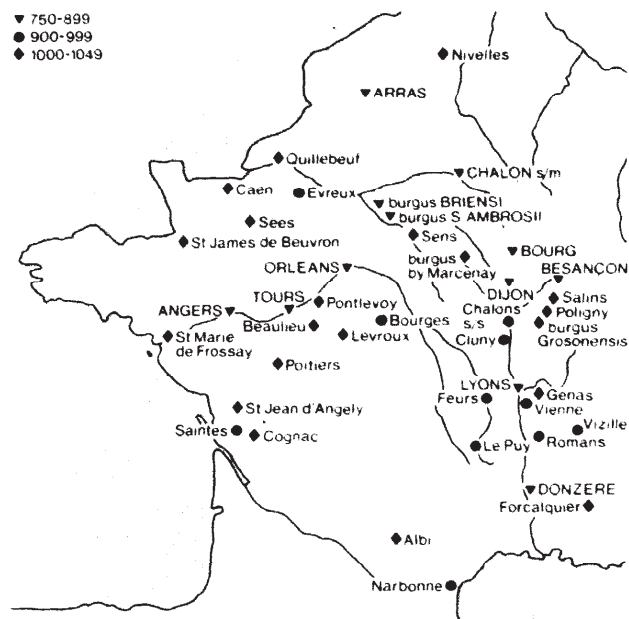 750-899
900-999
1000-1049
Nivelles
ARRAS
Quillebeuf
CHALON s/m
Caen
Evreux
burgus BRIENSI
burgus S AMBROSII
Sees
Sens
St James de Beuvron
BOURG
burgus
by Marcenay
ORLEANS
BESANÇON
DIJON
TOURS
Pontlevoy
Salins
ANGERS
Chalons
s/s
Poligny
Beaulieu
Bourges
burgus
Grosonensis
St Marie
de Frossay
Levroux
Cluny
Poitiers
LYONS
Genas
Feurs
Vienne
St Jean d'Angely
Saintes
Cognac
Vizille
Romans
Le Puy
DONZERE
Forcalquier
Albi
Narbonne